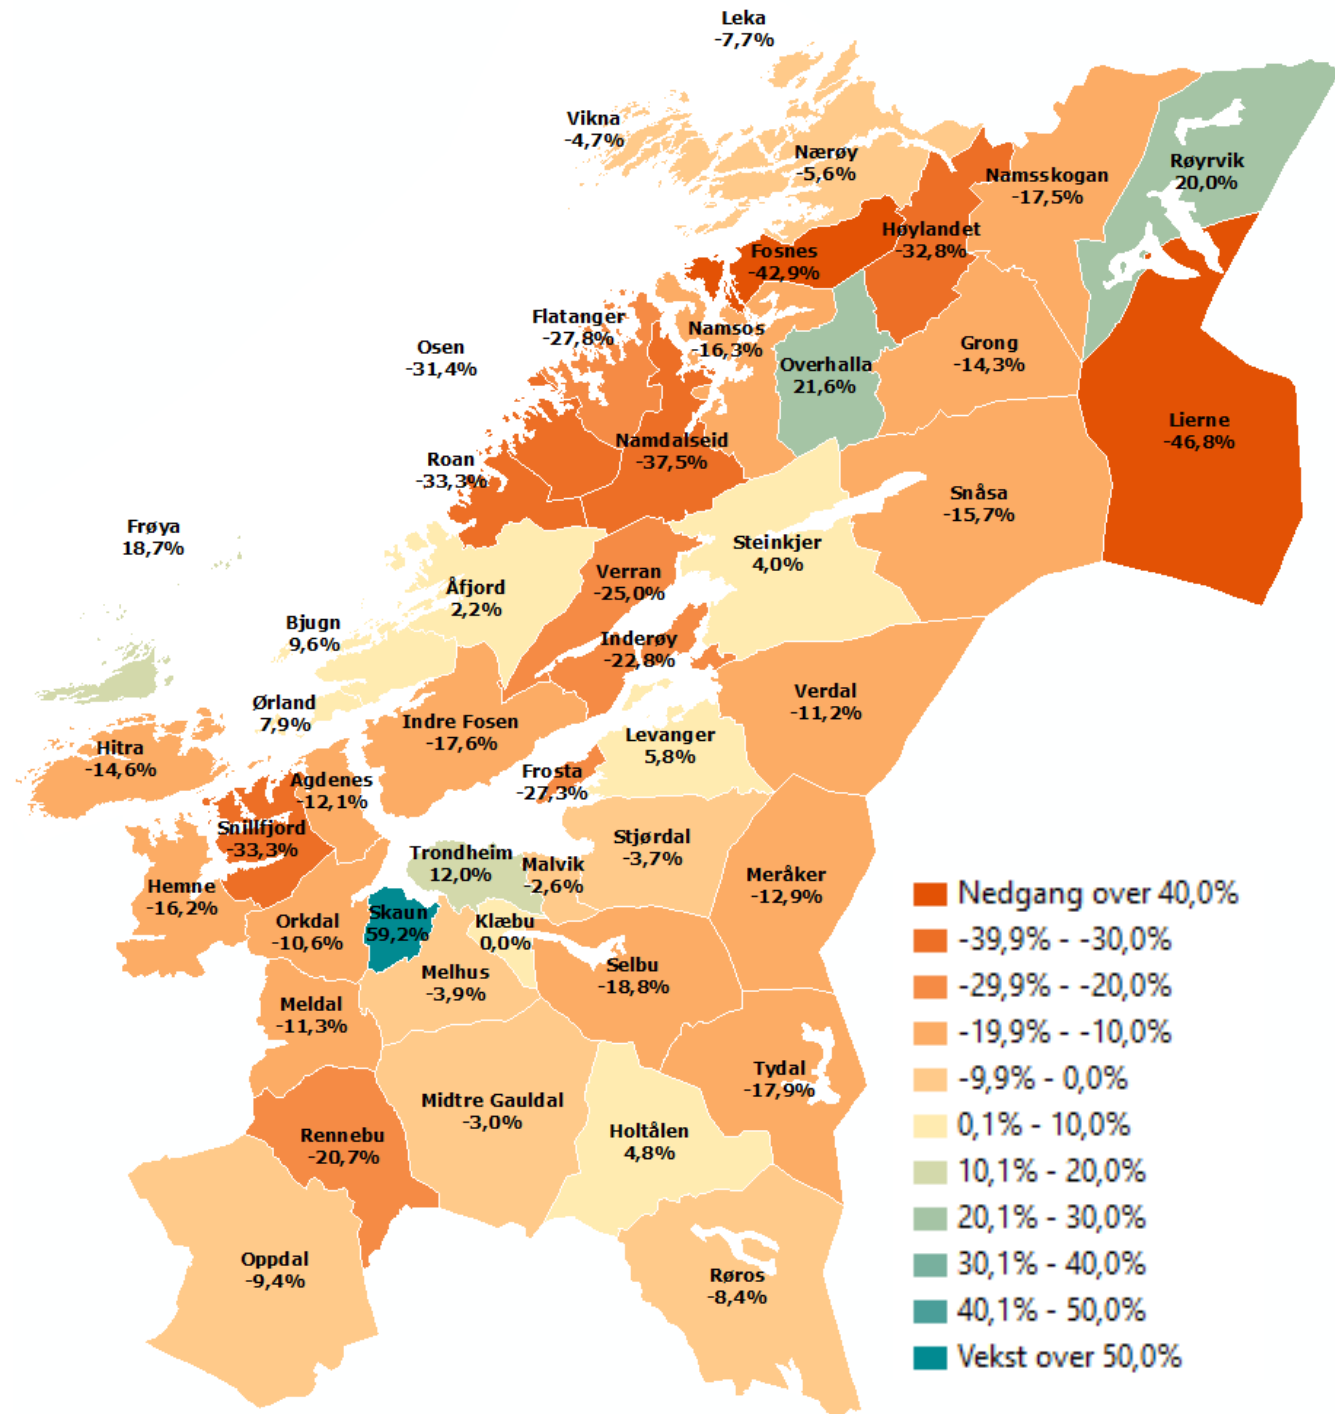 Leka
-7,7%
Vikna
-4,7%
Nærøy
-5,6%
Namsskogan
-17,5%
Røyrvik
20,0%
Høylandet
-32,8%
Fosnes
-42,9%
Flatanger
-27,8%
Namsos
-16,3%
Osen
-31,4%
Overhalla
21,6%
Grong
-14,3%
Lierne
-46,8%
Namdalseid
-37,5%
Roan
-33,3%
Snåsa
-15,7%
Frøya
18,7%
Steinkjer
4,0%
Verran
-25,0%
Åfjord
2,2%
Bjugn
9,6%
Inderøy
-22,8%
Verdal
-11,2%
Ørland
7,9%
Indre Fosen
-17,6%
Levanger
5,8%
Hitra
-14,6%
Agdenes
-12,1%
Frosta
-27,3%
Snillfjord
-33,3%
Stjørdal
-3,7%
Trondheim
12,0%
Malvik
-2,6%
Meråker
-12,9%
Hemne
-16,2%
Orkdal
-10,6%
Skaun
59,2%
Klæbu
0,0%
Melhus
-3,9%
Selbu
-18,8%
Meldal
-11,3%
Tydal
-17,9%
Midtre Gauldal
-3,0%
Rennebu
-20,7%
Holtålen
4,8%
Oppdal
-9,4%
Røros
-8,4%
Nedgang over 40,0%
-39,9% - -30,0%
-29,9% - -20,0%
-19,9% - -10,0%
-9,9% - 0,0%
0,1% - 10,0%
10,1% - 20,0%
20,1% - 30,0%
30,1% - 40,0%
40,1% - 50,0%
Vekst over 50,0%